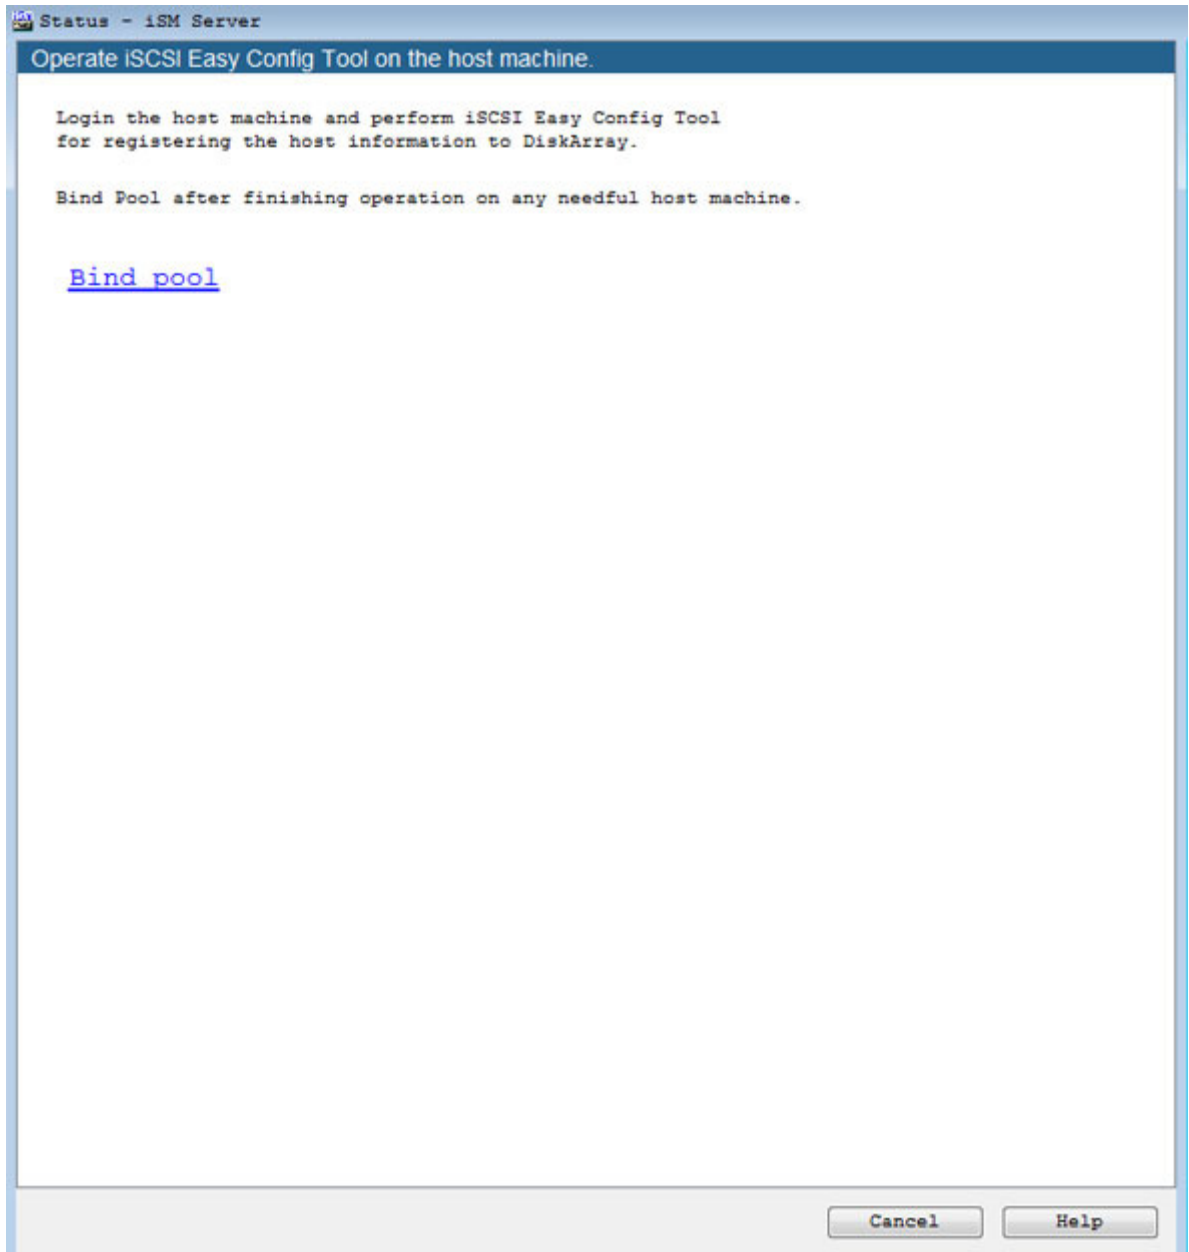 Status - iSM Server
Operate iSCSI Easy Config Tool on the host machine.
Login the host machine and perform iSCSI Easy Config Tool
for registering the host information to DiskArray.
Bind Pool after finishing operation on any needful host machine.
Bind pool
Cancel
Help